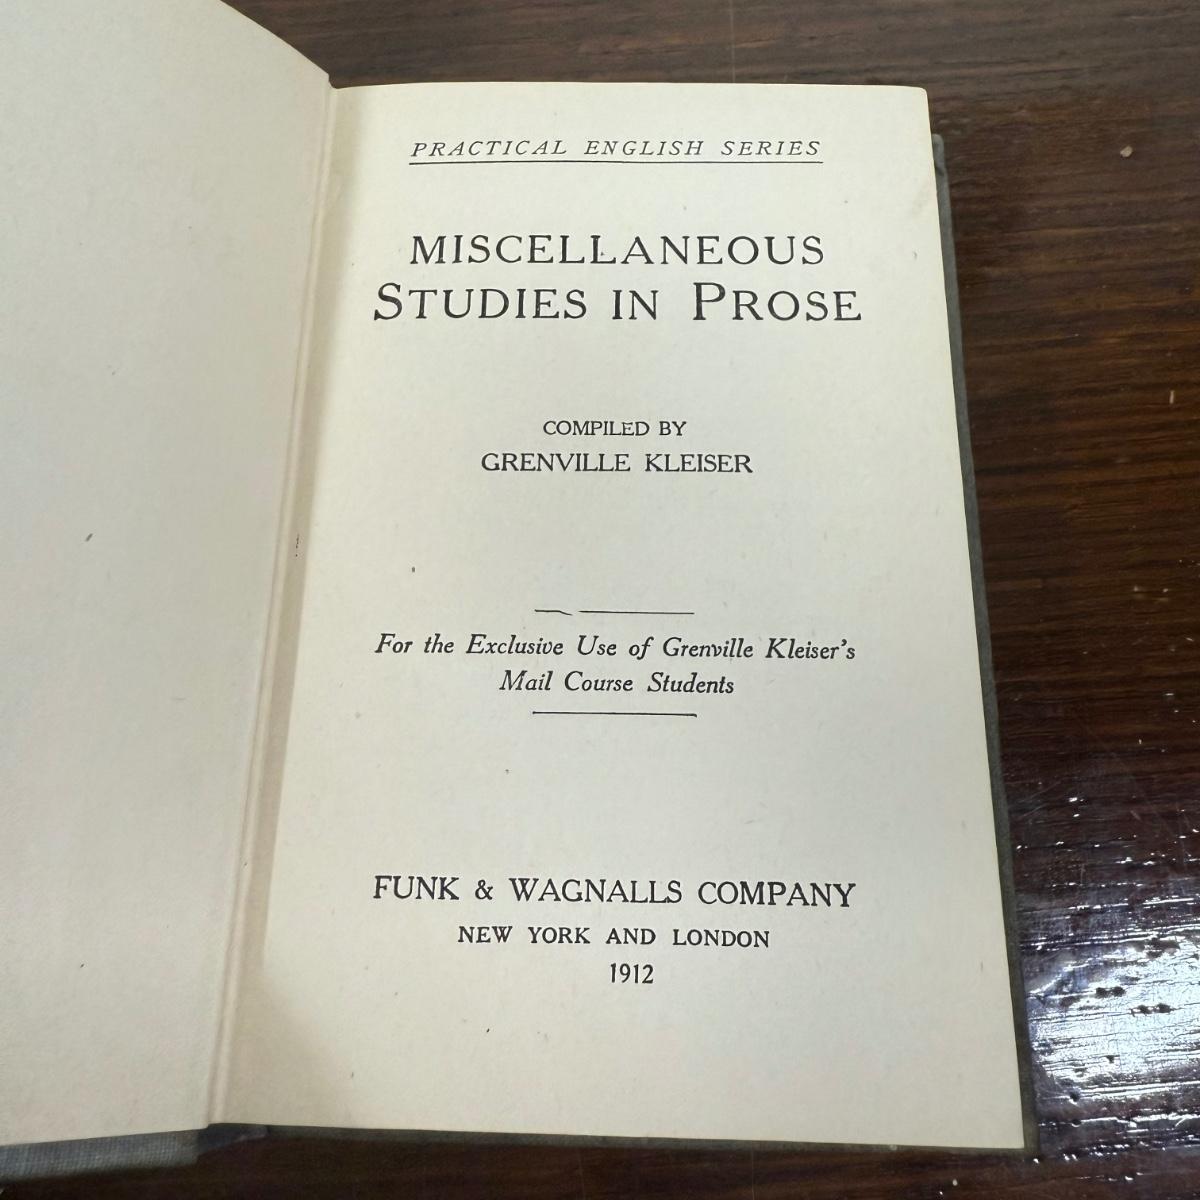 PRACTICAL ENGLISH SERIES
MISCELLANEOUS
STUDIES IN PROSE
COMPILED BY
GRENVILLE KLEISER
For the Exclusive Use of Grenville Kleiser's
Mail Course Students
FUNK & WAGNALLS COMPANY
NEW YORK AND LONDON
1912